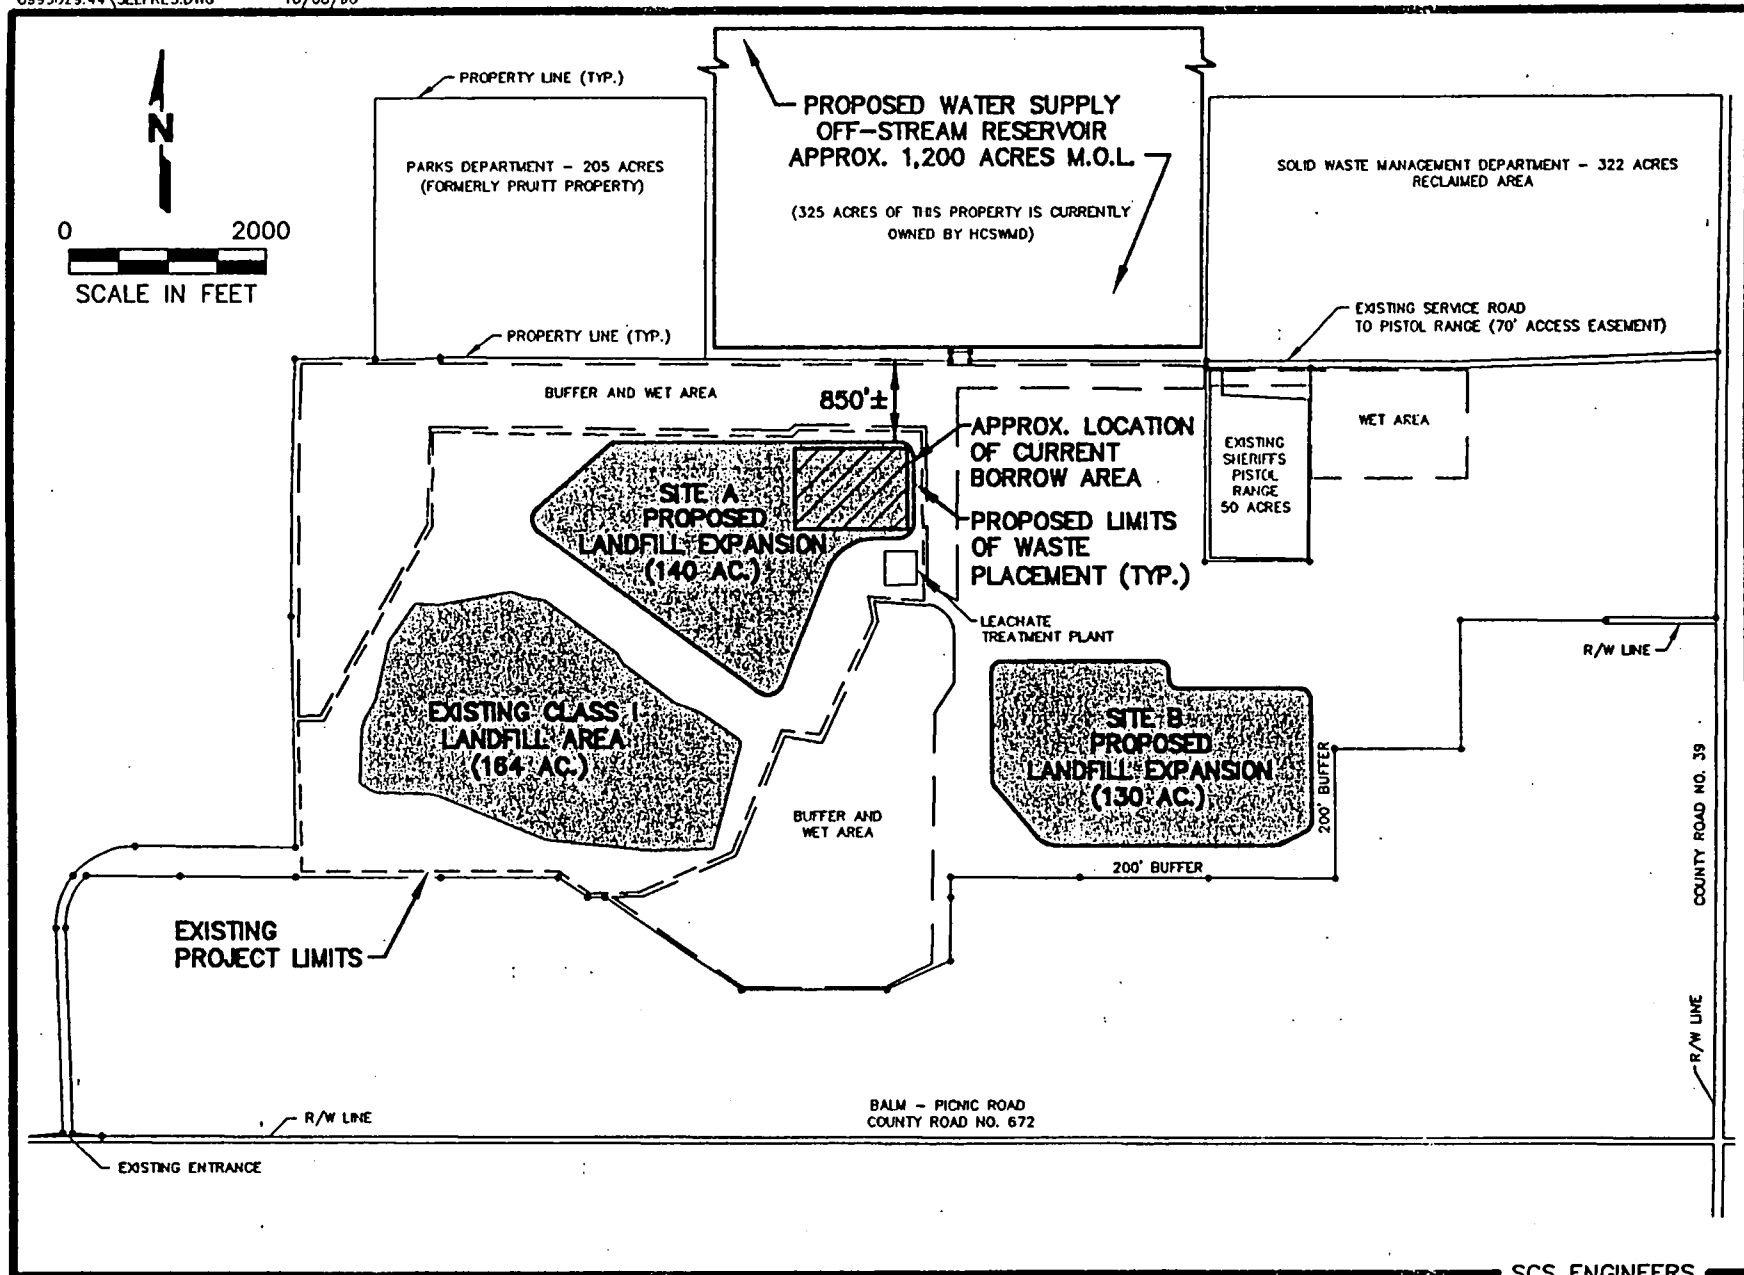 PROPERTY LINE (TYP.)
N
PROPOSED WATER SUPPLY
OFF-STREAM RESERVOIR
APPROX. 1,200 ACRES M.O.L.
(325 ACRES OF THIS PROPERTY IS CURRENTLY
OWNED BY HCSWMD)
PARKS DEPARTMENT - 205 ACRES
(FORMERLY PRUITT PROPERTY)
SOLID WASTE MANAGEMENT DEPARTMENT - 322 ACRES
RECLAIMED AREA
0 2000
SCALE IN FEET
PROPERTY LINE (TYP.)
EXISTING SERVICE ROAD
TO PISTOL RANGE (70' ACCESS EASEMENT)
BUFFER AND WET AREA
850'±
APPROX. LOCATION
OF CURRENT
BORROW AREA
EXISTING
SHERIFFS
PISTOL
RANGE
50 ACRES
WET AREA
SITE A
PROPOSED
LANDFILL EXPANSION
(140 AC.)
PROPOSED LIMITS
OF WASTE
PLACEMENT (TYP.)
LEACHATE
TREATMENT PLANT
R/W LINE
EXISTING CLASS I
LANDFILL AREA
(164 AC.)
SITE B
PROPOSED
LANDFILL EXPANSION
(130 AC.)
200' BUFFER
COUNTY ROAD NO. 39
BUFFER AND
WET AREA
200' BUFFER
EXISTING
PROJECT LIMITS
R/W LINE
R/W LINE
BALM - PICNIC ROAD
COUNTY ROAD NO. 672
EXISTING ENTRANCE
SCS ENGINEERS